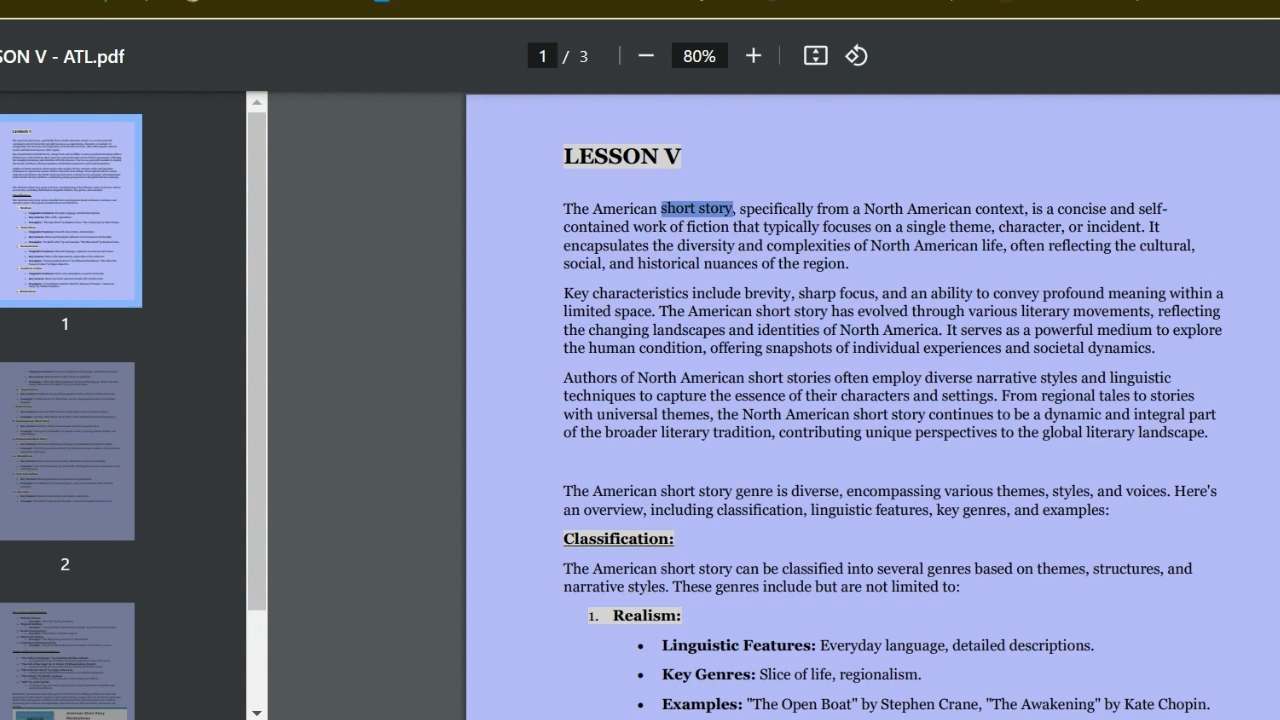 SON V - ATL.pdf
1 / 3
80%
1
2
LESSON V
The American short story, specifically from a North American context, is a concise and self-
contained work of fiction that typically focuses on a single theme, character, or incident. It
encapsulates the diversity and complexities of North American life, often reflecting the cultural,
social, and historical nuances of the region.
Key characteristics include brevity, sharp focus, and an ability to convey profound meaning within a
limited space. The American short story has evolved through various literary movements, reflecting
the changing landscapes and identities of North America. It serves as a powerful medium to explore
the human condition, offering snapshots of individual experiences and societal dynamics.
Authors of North American short stories often employ diverse narrative styles and linguistic
techniques to capture the essence of their characters and settings. From regional tales to stories
with universal themes, the North American short story continues to be a dynamic and integral part
of the broader literary tradition, contributing unique perspectives to the global literary landscape.
The American short story genre is diverse, encompassing various themes, styles, and voices. Here's
an overview, including classification, linguistic features, key genres, and examples:
Classification:
The American short story can be classified into several genres based on themes, structures, and
narrative styles. These genres include but are not limited to:
1. Realism:
• Linguistic Features: Everyday language, detailed descriptions.
• Key Genres: Slice of life, regionalism.
• Examples: "The Open Boat" by Stephen Crane, "The Awakening" by Kate Chopin.